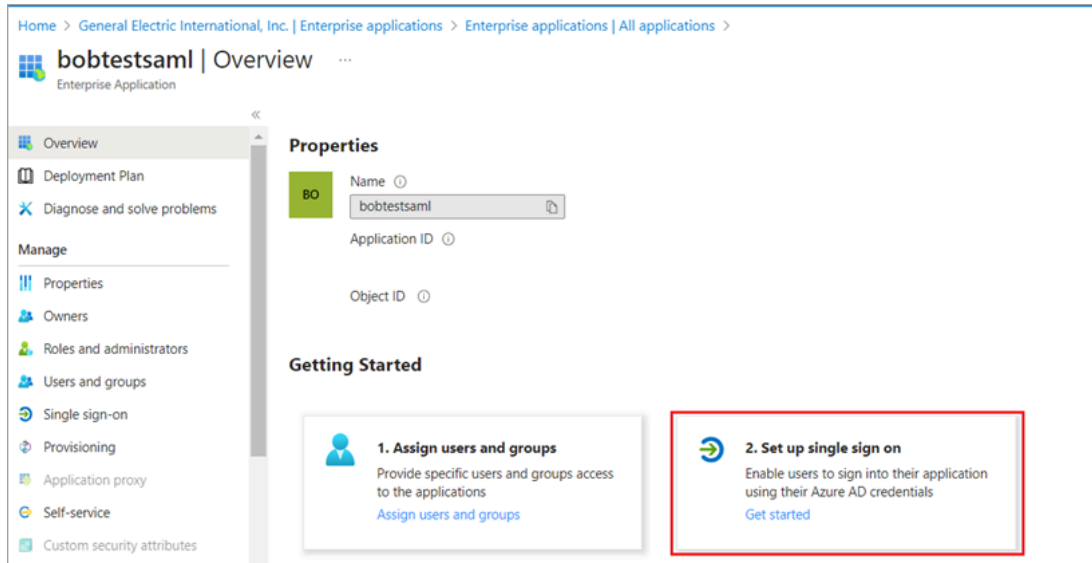 Home > General Electric International, Inc. | Enterprise applications > Enterprise applications | All applications >
bobtestsaml | Overview ...
Enterprise Application
«
Overview
Deployment Plan
Diagnose and solve problems
Manage
Properties
Owners
Roles and administrators
Users and groups
Single sign-on
Provisioning
Application proxy
Self-service
Custom security attributes
Properties
BO
Name
bobtestsaml
Application ID
Object ID
Getting Started
1. Assign users and groups
Provide specific users and groups access
to the applications
Assign users and groups
2. Set up single sign on
Enable users to sign into their application
using their Azure AD credentials
Get started